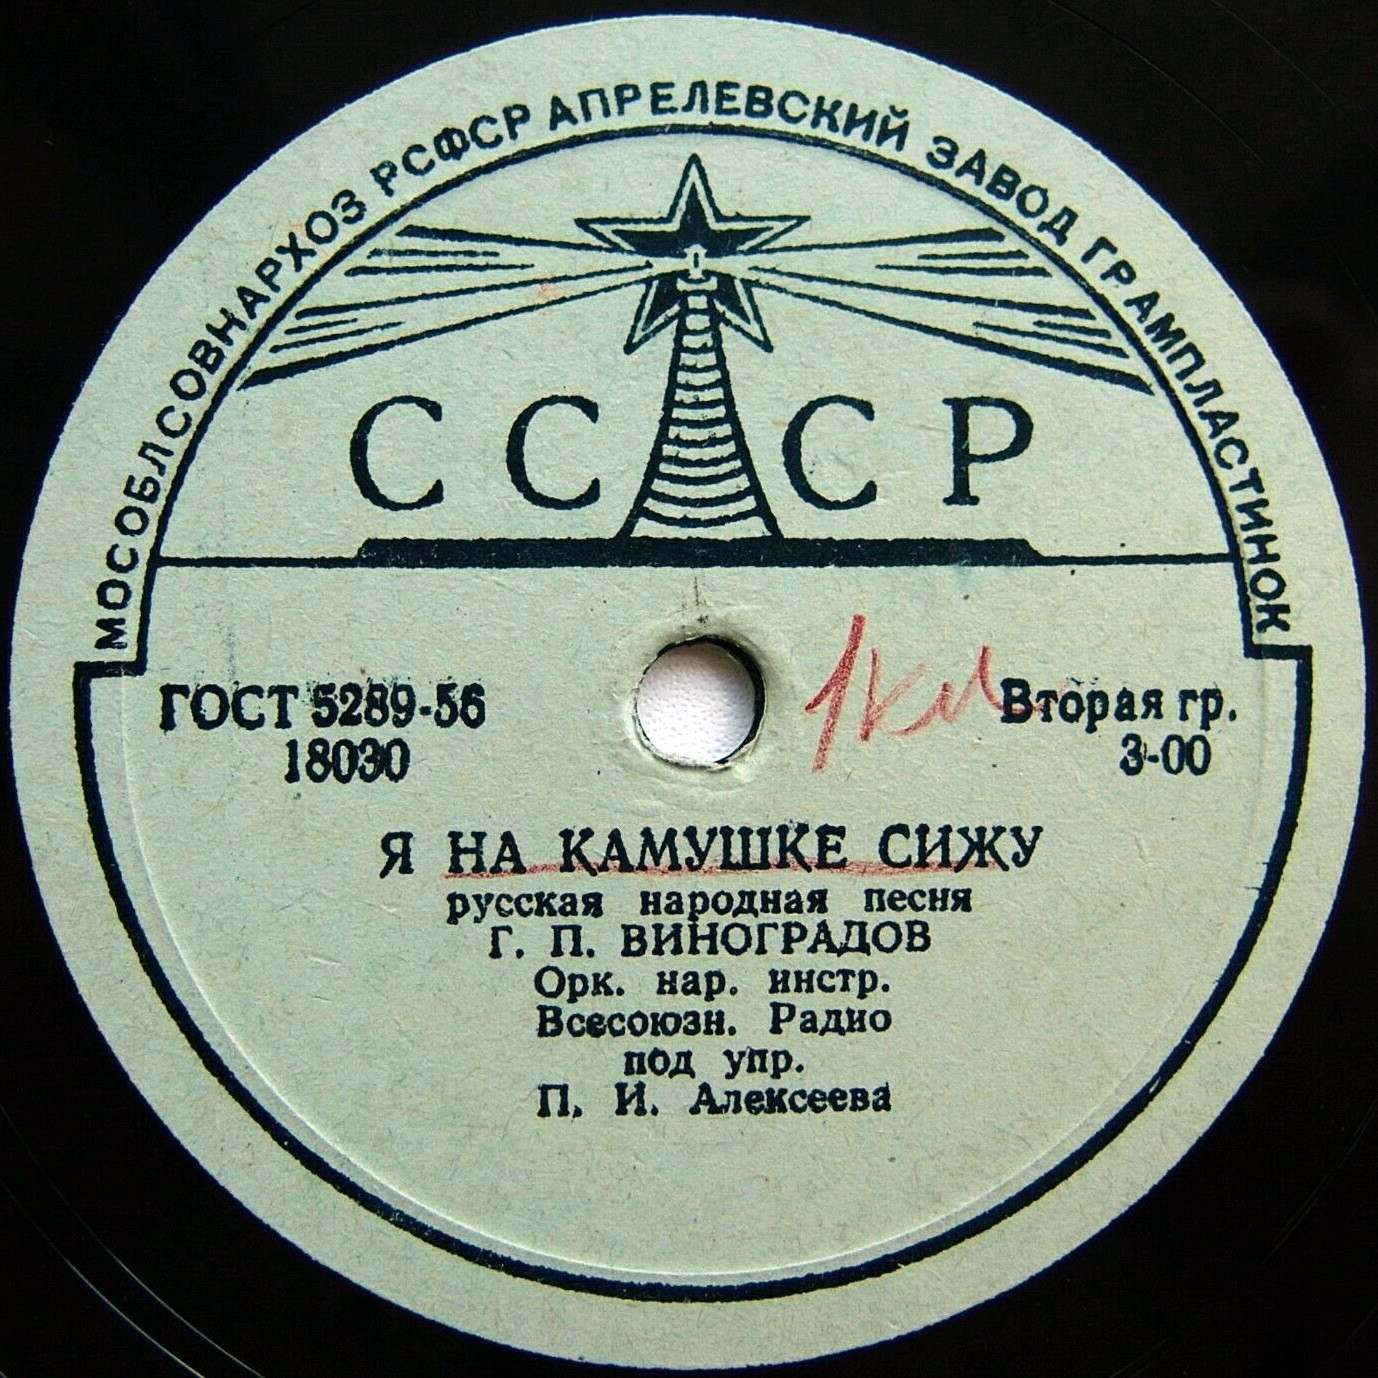 МОСОБЛСОВНАРХОЗ РСФСР АПРЕЛЕВСКИЙ ЗАВОД ГРАМПЛАСТИНОК
СССР
ГОСТ 5289-56
18030
1кл
Вторая гр.
3-00
Я НА КАМУШКЕ СИЖУ
русская народная песня
Г. П. ВИНОГРАДОВ
Орк. нар. инстр.
Всесоюзн. Радио
под упр.
П. И. Алексеева